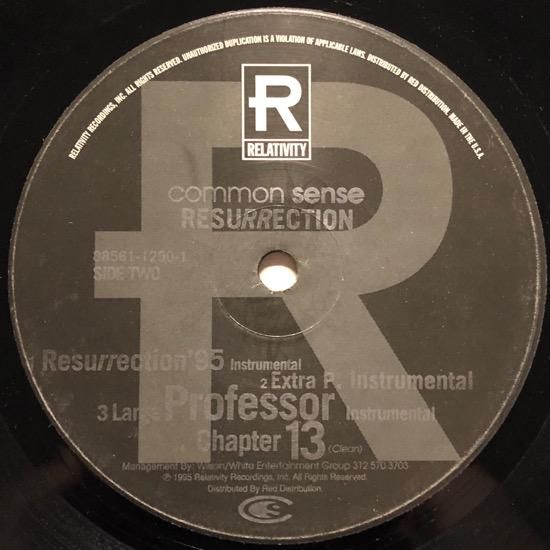 RELATIVITY RECORDINGS, INC. ALL RIGHTS RESERVED. UNAUTHORIZED DUPLICATION IS A VIOLATION OF APPLICABLE LAWS. DISTRIBUTED BY RED DISTRIBUTION. MADE IN THE U.S.A.
R
RELATIVITY
common sense
RESURRECTION
88561-1250-1
SIDE TWO
1 Resurrection'95 Instrumental
2 Extra P. Instrumental
3 Large Professor Instrumental
Chapter 13 (Clean)
Management By: Wilson/White Entertainment Group 312.570.3703
℗ 1995 Relativity Recordings, Inc. All Rights Reserved.
Distributed By Red Distribution.